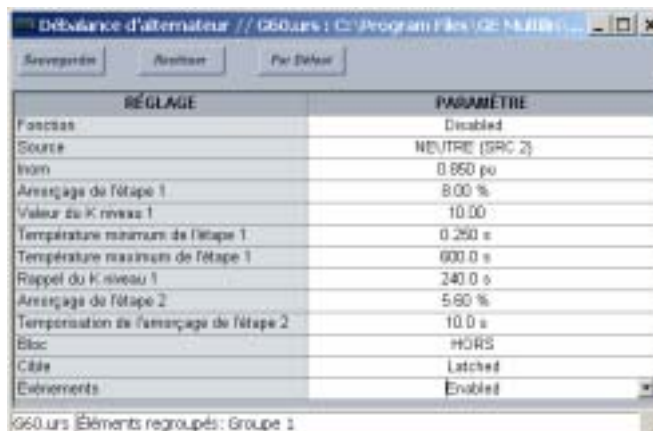 Débalance d'alternateur // G60.urs : C:\Program Files\GE Multilin\...
Sauvegarder Restituer Par Défaut
RÉGLAGE PARAMÈTRE
Fonction Disabled
Source NEUTRE (SRC 2)
Inom 0.850 pu
Amorçage de l'étape 1 8.00 %
Valeur du K niveau 1 10.00
Température minimum de l'étape 1 0.250 s
Température maximum de l'étape 1 600.0 s
Rappel du K niveau 1 240.0 s
Amorçage de l'étape 2 5.60 %
Temporisation de l'amorçage de l'étape 2 10.0 s
Bloc HORS
Cible Latched
Evénements Enabled
G60.urs Éléments regroupés: Groupe 1